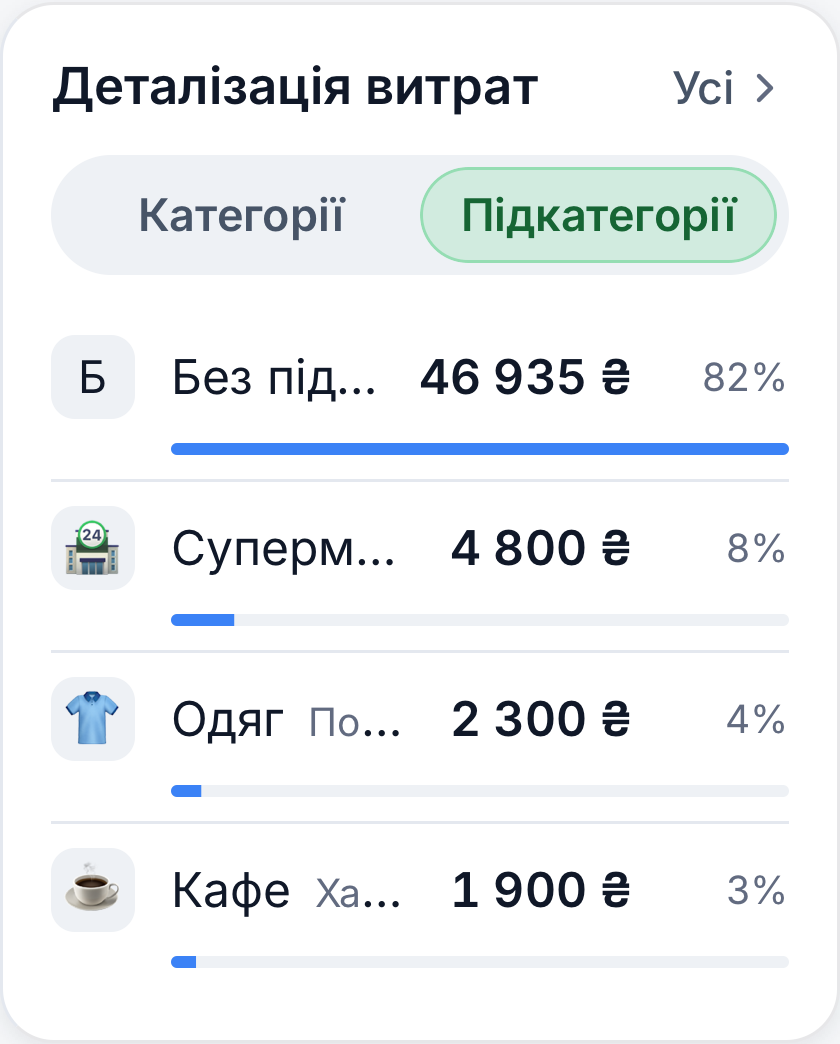 Деталізація витрат Усі
Категорії Підкатегорії
Б Без під... 46 935 ₴ 82%
24 Суперм... 4 800 ₴ 8%
Одяг По... 2 300 ₴ 4%
Кафе Ха... 1 900 ₴ 3%